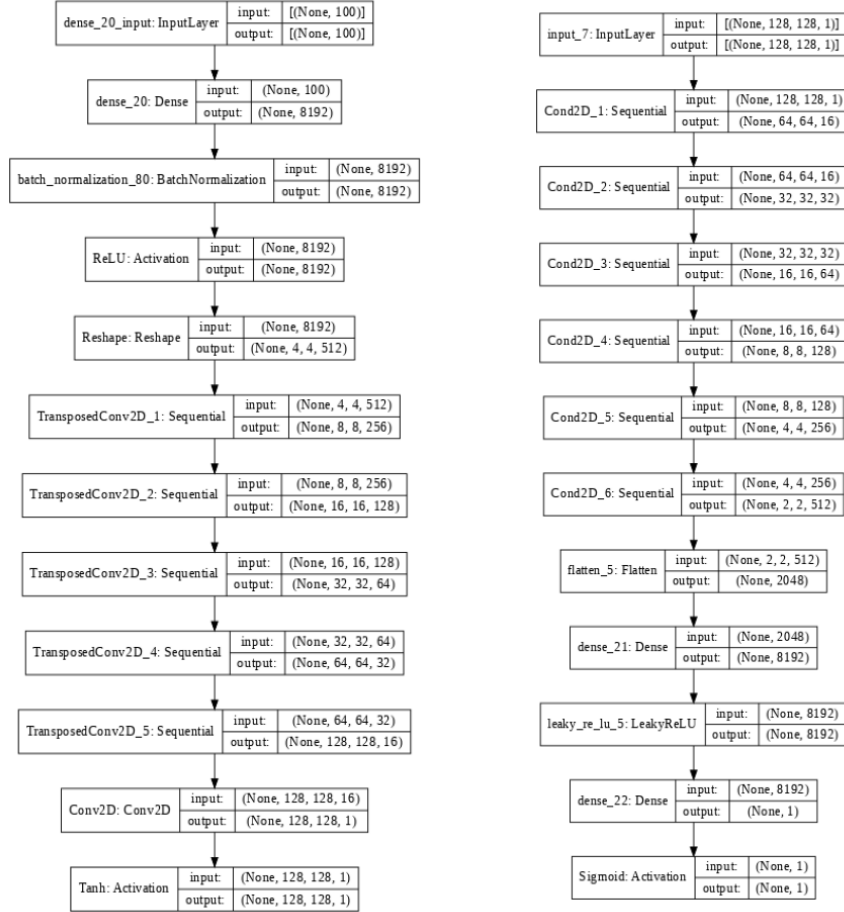 dense_20_input: InputLayer
input: [(None, 100)]
output: [(None, 100)]
dense_20: Dense
input: (None, 100)
output: (None, 8192)
batch_normalization_80: BatchNormalization
input: (None, 8192)
output: (None, 8192)
ReLU: Activation
input: (None, 8192)
output: (None, 8192)
Reshape: Reshape
input: (None, 8192)
output: (None, 4, 4, 512)
TransposedConv2D_1: Sequential
input: (None, 4, 4, 512)
output: (None, 8, 8, 256)
TransposedConv2D_2: Sequential
input: (None, 8, 8, 256)
output: (None, 16, 16, 128)
TransposedConv2D_3: Sequential
input: (None, 16, 16, 128)
output: (None, 32, 32, 64)
TransposedConv2D_4: Sequential
input: (None, 32, 32, 64)
output: (None, 64, 64, 32)
TransposedConv2D_5: Sequential
input: (None, 64, 64, 32)
output: (None, 128, 128, 16)
Conv2D: Conv2D
input: (None, 128, 128, 16)
output: (None, 128, 128, 1)
Tanh: Activation
input: (None, 128, 128, 1)
output: (None, 128, 128, 1)
input_7: InputLayer
input: [(None, 128, 128, 1)]
output: [(None, 128, 128, 1)]
Cond2D_1: Sequential
input: (None, 128, 128, 1)
output: (None, 64, 64, 16)
Cond2D_2: Sequential
input: (None, 64, 64, 16)
output: (None, 32, 32, 32)
Cond2D_3: Sequential
input: (None, 32, 32, 32)
output: (None, 16, 16, 64)
Cond2D_4: Sequential
input: (None, 16, 16, 64)
output: (None, 8, 8, 128)
Cond2D_5: Sequential
input: (None, 8, 8, 128)
output: (None, 4, 4, 256)
Cond2D_6: Sequential
input: (None, 4, 4, 256)
output: (None, 2, 2, 512)
flatten_5: Flatten
input: (None, 2, 2, 512)
output: (None, 2048)
dense_21: Dense
input: (None, 2048)
output: (None, 8192)
leaky_re_lu_5: LeakyReLU
input: (None, 8192)
output: (None, 8192)
dense_22: Dense
input: (None, 8192)
output: (None, 1)
Sigmoid: Activation
input: (None, 1)
output: (None, 1)